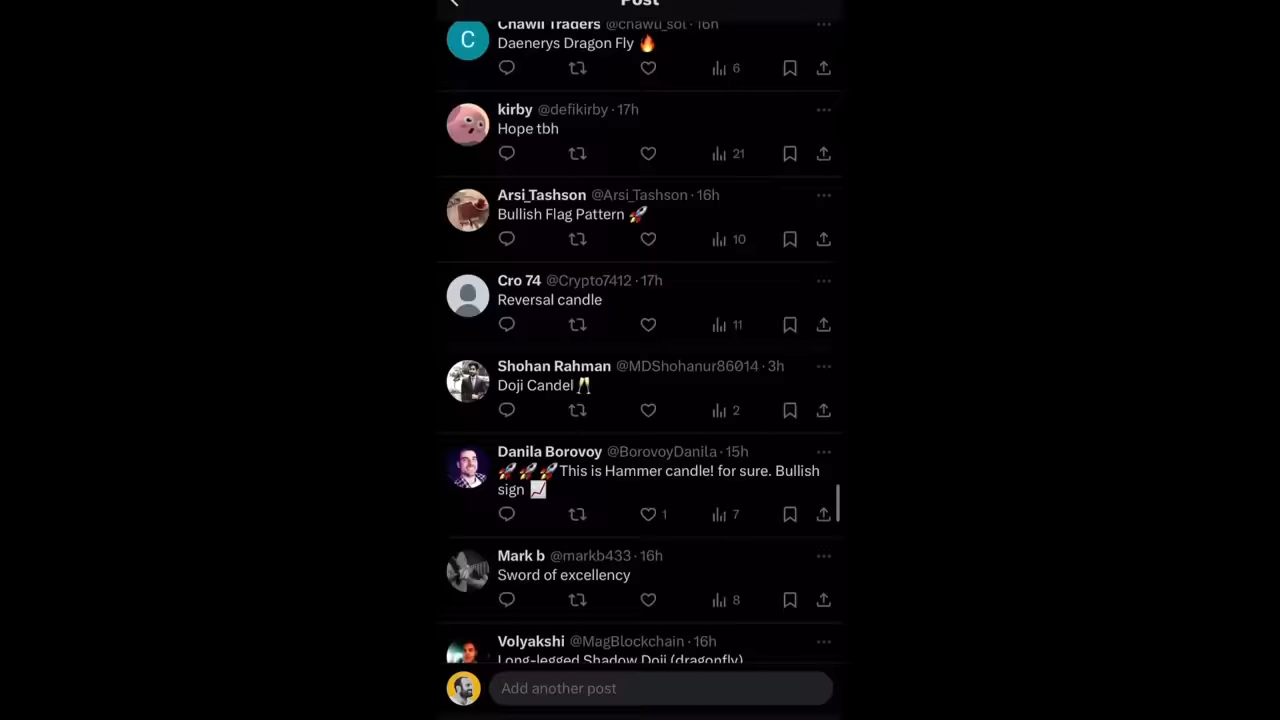 Post
Chawii Traders @chawii_sol · 16h
Daenerys Dragon Fly 🔥
6
kirby @defikirby · 17h
Hope tbh
21
Arsi_Tashson @Arsi_Tashson · 16h
Bullish Flag Pattern 🚀
10
Cro 74 @Crypto7412 · 17h
Reversal candle
11
Shohan Rahman @MDShohanur86014 · 3h
Doji Candel 🥂
2
Danila Borovoy @BorovoyDanila · 15h
🚀🚀🚀This is Hammer candle! for sure. Bullish
sign 📈
1 7
Mark b @markb433 · 16h
Sword of excellency
8
Volyakshi @MagBlockchain · 16h
Long-legged Shadow Doji (dragonfly)
Add another post